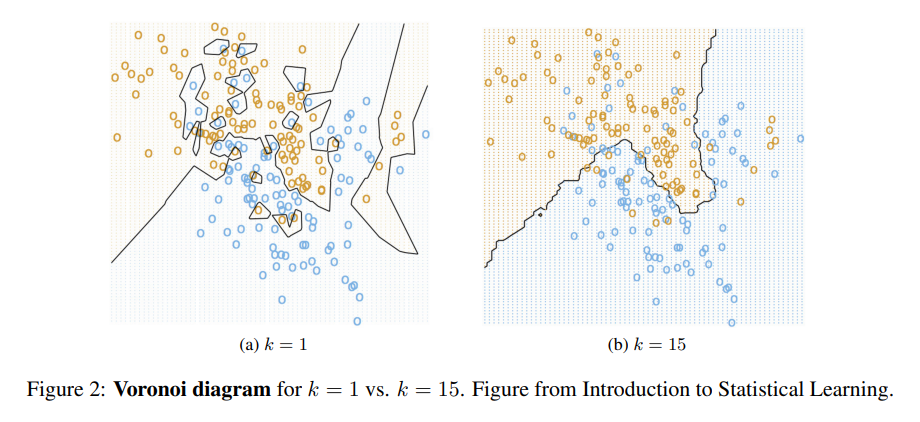 (a) k = 1
(b) k = 15
Figure 2: Voronoi diagram for k = 1 vs. k = 15. Figure from Introduction to Statistical Learning.